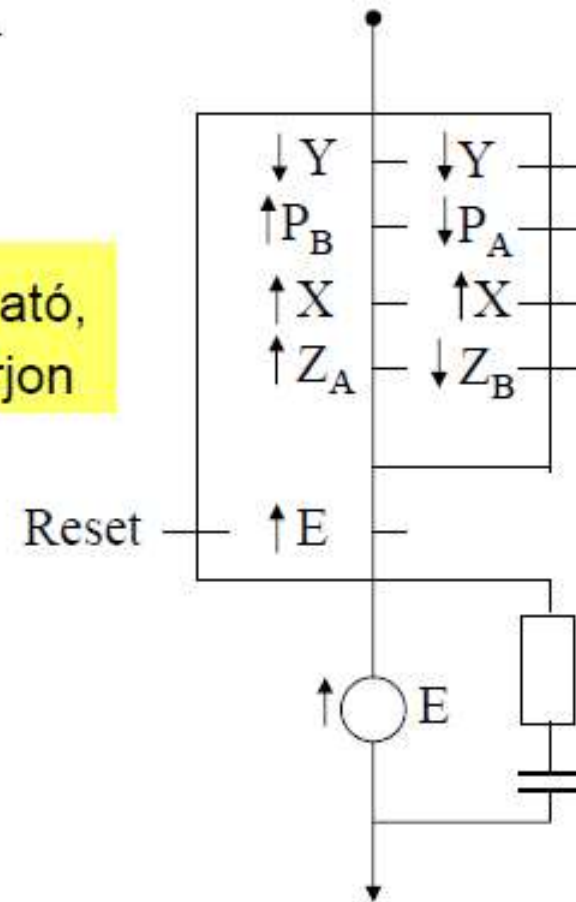 ↓Y ↓Y
↑P_B ↓P_A
ató,
↑X ↑X
rjon
↑Z_A ↓Z_B
Reset ↑E
↑ E